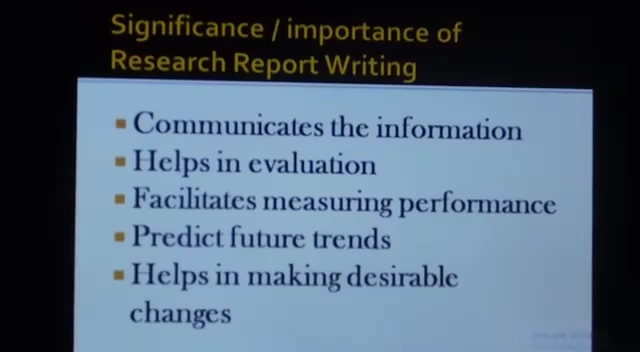 Significance / importance of
Research Report Writing
Communicates the information
Helps in evaluation
Facilitates measuring performance
Predict future trends
Helps in making desirable
changes